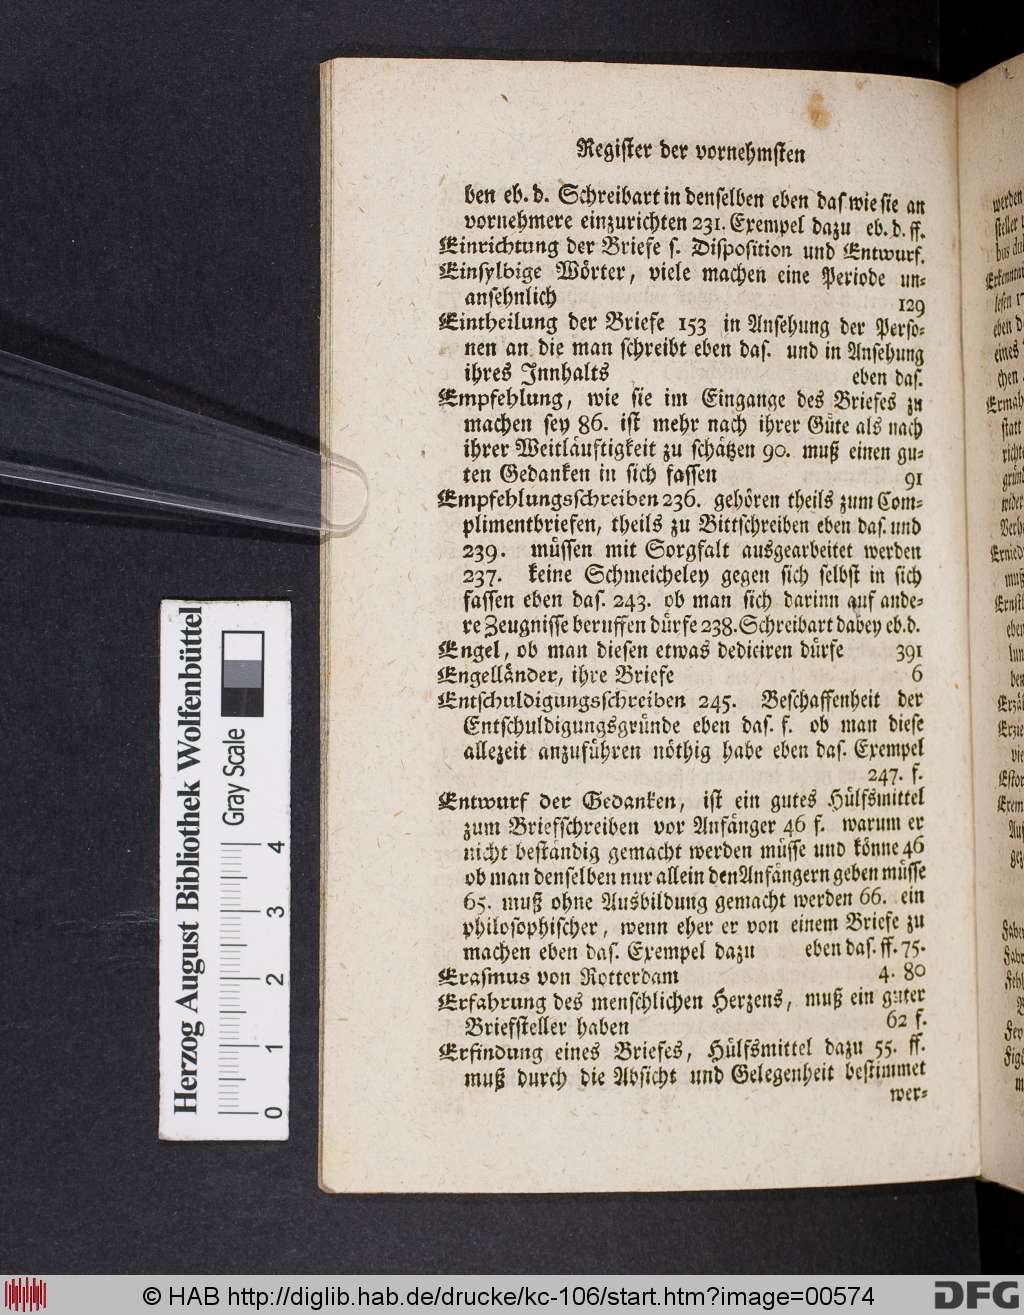 Register der vornehmsten
ben eb. d. Schreibart in denselben eben das wie sie an
vornehmere einzurichten 231. Exempel dazu eb. d. ff.
Einrichtung der Briefe s. Disposition und Entwurf.
Einsylbige Wörter, viele machen eine Periode un-
ansehnlich 129
Eintheilung der Briefe 153 in Ansehung der Perso-
nen an die man schreibt eben das. und in Ansehung
ihres Innhalts eben das.
Empfehlung, wie sie im Eingange des Briefes zu
machen sey 86. ist mehr nach ihrer Güte als nach
ihrer Weitläuftigkeit zu schätzen 90. muß einen gu-
ten Gedanken in sich fassen 91
Empfehlungsschreiben 236. gehören theils zum Com-
plimentbriefen, theils zu Bittschreiben eben das. und
239. müssen mit Sorgfalt ausgearbeitet werden
237. keine Schmeicheley gegen sich selbst in sich
fassen eben das. 243. ob man sich darinn auf ande-
re Zeugnisse beruffen dürfe 238. Schreibart dabey eb. d.
Engel, ob man diesen etwas dediciren dürfe 391
Engelländer, ihre Briefe 6
Entschuldigungsschreiben 245. Beschaffenheit der
Entschuldigungsgründe eben das. f. ob man diese
allezeit anzuführen nöthig habe eben das. Exempel
247. f.
Entwurf der Gedanken, ist ein gutes Hülfsmittel
zum Briefschreiben vor Anfänger 46 f. warum er
nicht beständig gemacht werden müsse und könne 46
ob man denselben nur allein den Anfängern geben müsse
65. muß ohne Ausbildung gemacht werden 66. ein
philosophischer, wenn eher er von einem Briefe zu
machen eben das. Exempel dazu eben das. ff. 75.
Erasmus von Rotterdam 4. 80
Erfahrung des menschlichen Herzens, muß ein guter
Briefsteller haben 62 f.
Erfindung eines Briefes, Hülfsmittel dazu 55. ff.
muß durch die Absicht und Gelegenheit bestimmet
wer-
Herzog August Bibliothek Wolfenbüttel
Gray Scale
0 1 2 3 4
© HAB http://diglib.hab.de/drucke/kc-106/start.htm?image=00574
DFG